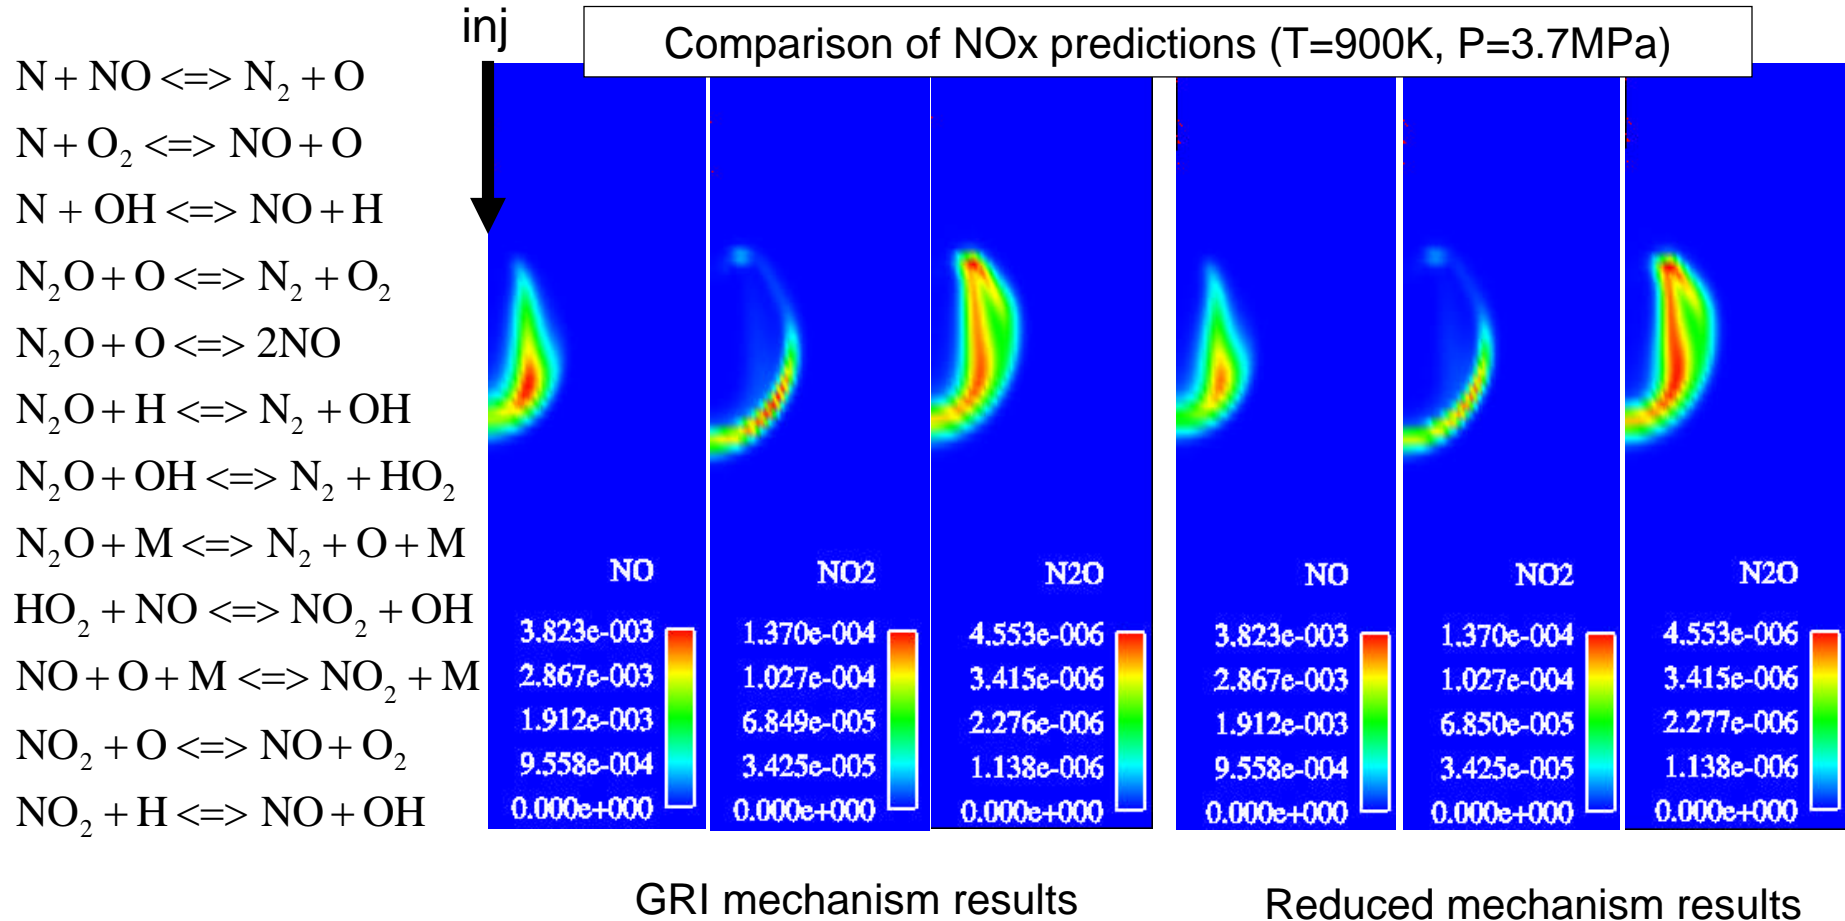 inj
Comparison of NOx predictions (T=900K, P=3.7MPa)
N + NO <=> N₂ + O
N + O₂ <=> NO + O
N + OH <=> NO + H
N₂O + O <=> N₂ + O₂
N₂O + O <=> 2NO
N₂O + H <=> N₂ + OH
N₂O + OH <=> N₂ + HO₂
N₂O + M <=> N₂ + O + M
HO₂ + NO <=> NO₂ + OH
NO + O + M <=> NO₂ + M
NO₂ + O <=> NO + O₂
NO₂ + H <=> NO + OH
NO
3.823e-003
2.867e-003
1.912e-003
9.558e-004
0.000e+000
NO2
1.370e-004
1.027e-004
6.849e-005
3.425e-005
0.000e+000
N2O
4.553e-006
3.415e-006
2.276e-006
1.138e-006
0.000e+000
NO
3.823e-003
2.867e-003
1.912e-003
9.558e-004
0.000e+000
NO2
1.370e-004
1.027e-004
6.850e-005
3.425e-005
0.000e+000
N2O
4.553e-006
3.415e-006
2.277e-006
1.138e-006
0.000e+000
GRI mechanism results
Reduced mechanism results